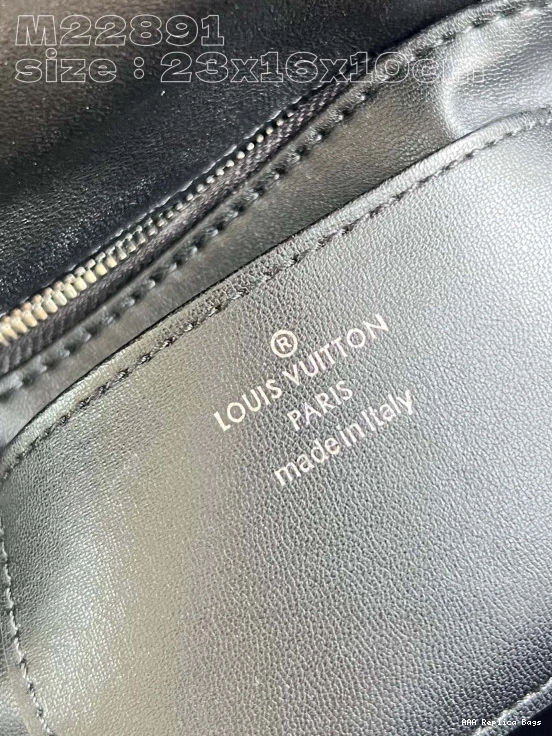 M22891
size : 23x16x10cm
®
LOUIS VUITTON
PARIS
made in Italy
AAA Replica Bags